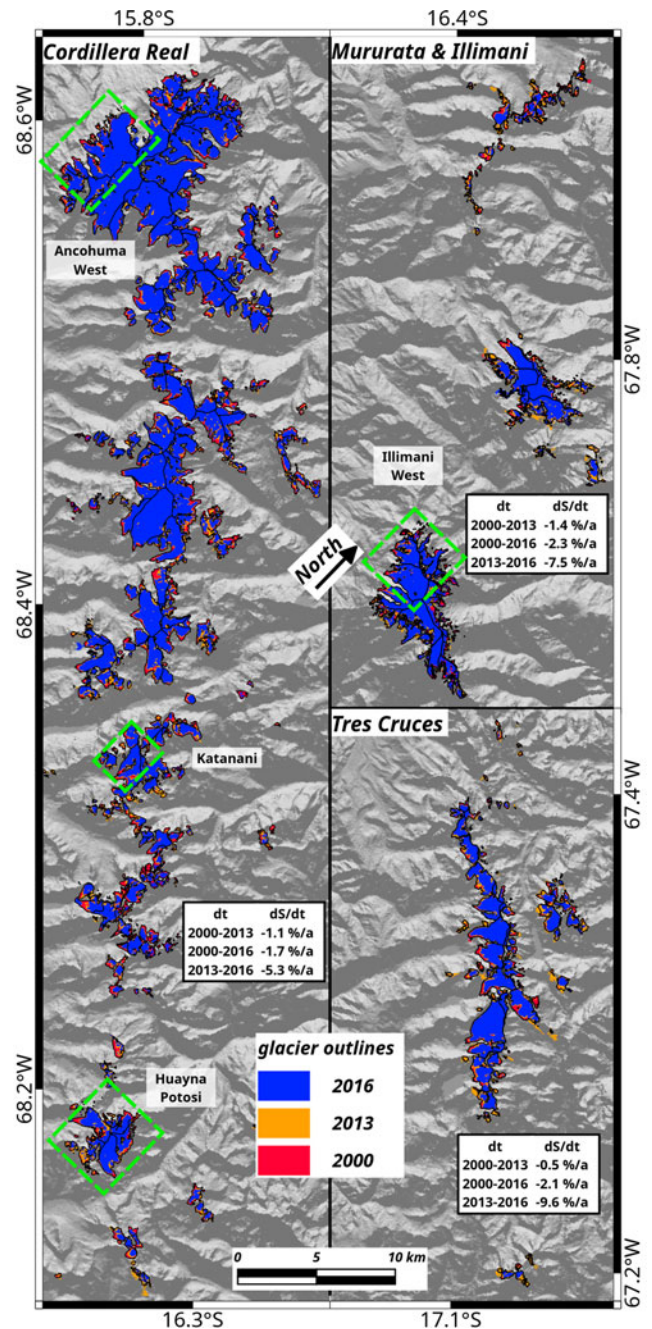 15.8°S
16.4°S
Cordillera Real
Mururata & Illimani
68.6°W
Ancohuma
West
67.8°W
Illimani
West
dt dS/dt
2000-2013 -1.4 %/a
2000-2016 -2.3 %/a
2013-2016 -7.5 %/a
North
68.4°W
Tres Cruces
Katanani
67.4°W
dt dS/dt
2000-2013 -1.1 %/a
2000-2016 -1.7 %/a
2013-2016 -5.3 %/a
glacier outlines
2016
2013
2000
68.2°W
Huayna
Potosi
dt dS/dt
2000-2013 -0.5 %/a
2000-2016 -2.1 %/a
2013-2016 -9.6 %/a
0 5 10 km
67.2°W
16.3°S
17.1°S